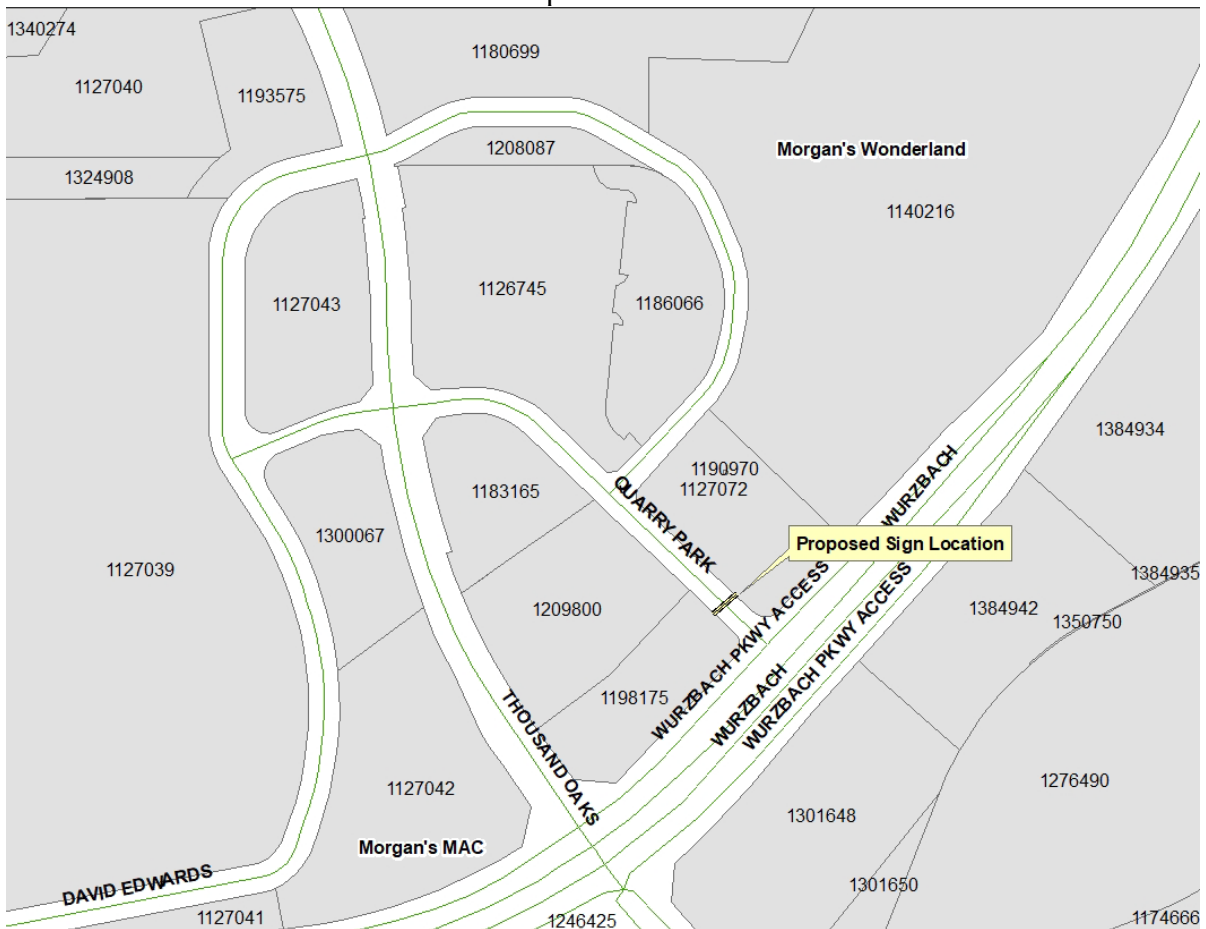 1340274
1180699
1127040
1193575
1208087
Morgan's Wonderland
1324908
1140216
1126745
1127043
1186066
1384934
WURZBACH
1190970
1183165
1127072
QUARRY PARK
1300067
Proposed Sign Location
1127039
1384935
WURZBACH PKWY ACCESS
WURZBACH PKWY ACCESS
1209800
1384942
1350750
1198175
WURZBACH
THOUSAND OAKS
1276490
1127042
1301648
Morgan's MAC
DAVID EDWARDS
1301650
1127041
1246425
1174666